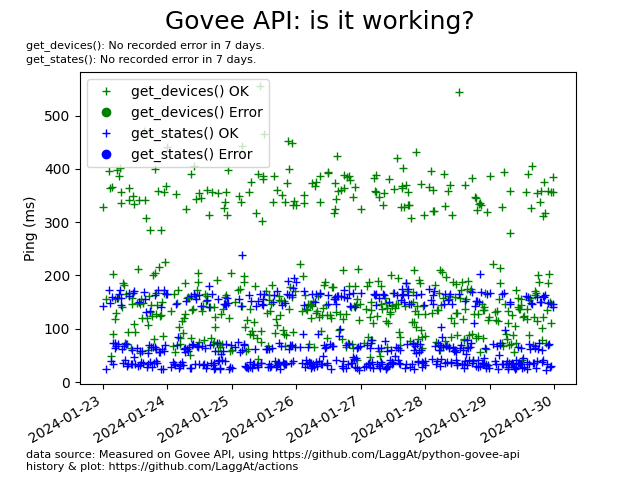 Govee API: is it working?
get_devices(): No recorded error in 7 days.
get_states(): No recorded error in 7 days.
get_devices() OK
get_devices() Error
get_states() OK
get_states() Error
Ping (ms)
500
400
300
200
100
0
2024-01-23
2024-01-24
2024-01-25
2024-01-26
2024-01-27
2024-01-28
2024-01-29
2024-01-30
data source: Measured on Govee API, using https://github.com/LaggAt/python-govee-api
history & plot: https://github.com/LaggAt/actions